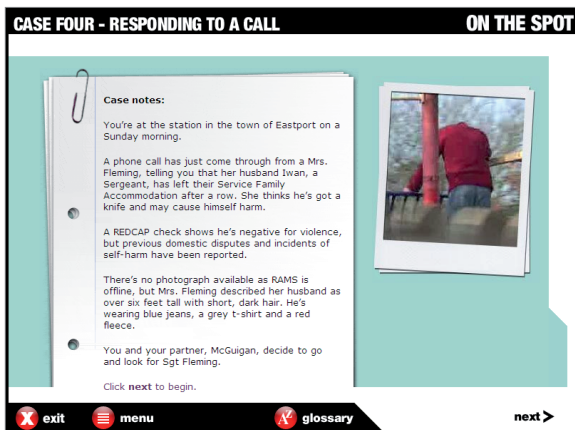 CASE FOUR - RESPONDING TO A CALL
ON THE SPOT
Case notes:
You're at the station in the town of Eastport on a
Sunday morning.
A phone call has just come through from a Mrs.
Fleming, telling you that her husband Iwan, a
Sergeant, has left their Service Family
Accommodation after a row. She thinks he's got a
knife and may cause himself harm.
A REDCAP check shows he's negative for violence,
but previous domestic disputes and incidents of
self-harm have been reported.
There's no photograph available as RAMS is
offline, but Mrs. Fleming described her husband as
over six feet tall with short, dark hair. He's
wearing blue jeans, a grey t-shirt and a red
fleece.
You and your partner, McGuigan, decide to go
and look for Sgt Fleming.
Click next to begin.
X exit
menu
AZ glossary
next >